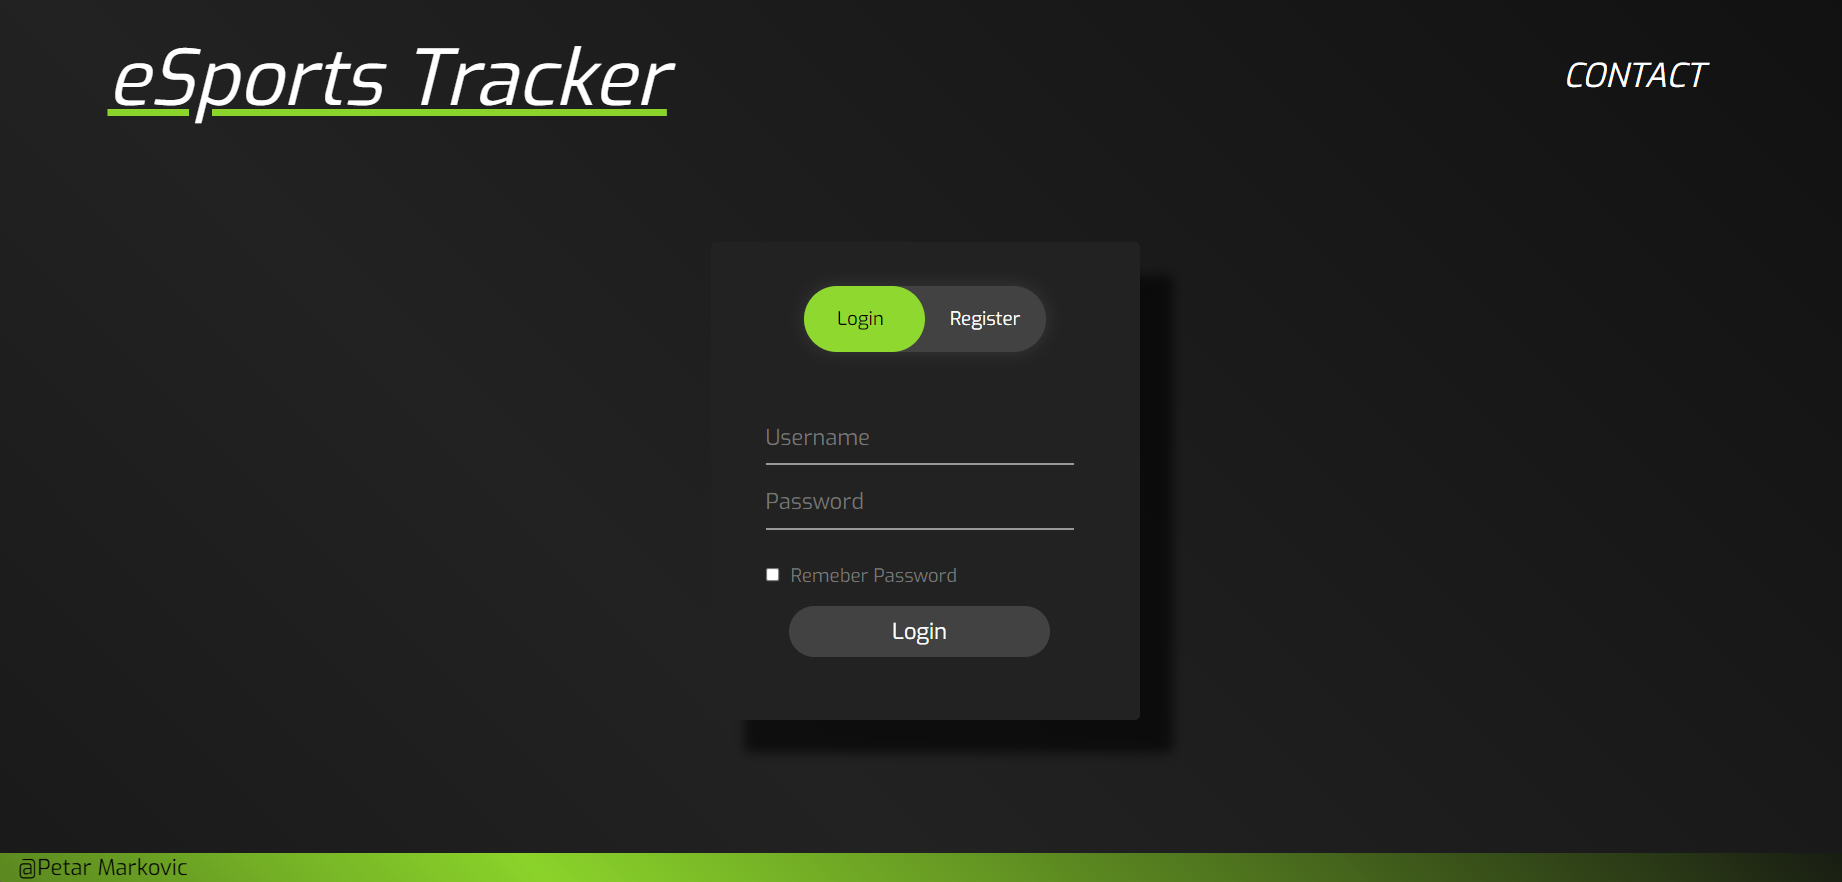 eSports Tracker
CONTACT
Login
Register
Username
Password
Remeber Password
Login
@Petar Markovic